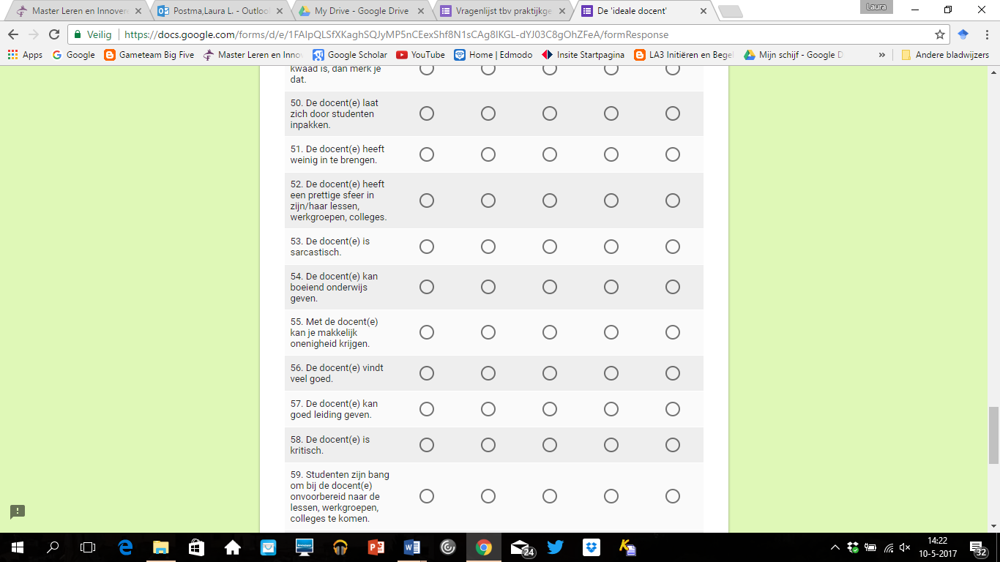 Laura
Master Leren en Innover
Postma,Laura L. - Outloo
My Drive - Google Drive
Vragenlijst tbv praktijkge
De 'ideale docent'
Veilig
https://docs.google.com/forms/d/e/1FAIpQLSfXKaghSQJyMP5nCEexShf8N1sCAg8IKGL-dYJ03C8gOhZFeA/formResponse
Apps
Google
Gameteam Big Five
Master Leren en Inno
Google Scholar
YouTube
Home | Edmodo
Insite Startpagina
LA3 Initiëren en Bege
Mijn schijf - Google D
»
Andere bladwijzers
kwaad is, dan merk je
dat.
50. De docent(e) laat
zich door studenten
inpakken.
51. De docent(e) heeft
weinig in te brengen.
52. De docent(e) heeft
een prettige sfeer in
zijn/haar lessen,
werkgroepen, colleges.
53. De docent(e) is
sarcastisch.
54. De docent(e) kan
boeiend onderwijs
geven.
55. Met de docent(e)
kan je makkelijk
onenigheid krijgen.
56. De docent(e) vindt
veel goed.
57. De docent(e) kan
goed leiding geven.
58. De docent(e) is
kritisch.
59. Studenten zijn bang
om bij de docent(e)
onvoorbereid naar de
lessen, werkgroepen,
colleges te komen.
24
14:22
10-5-2017
32